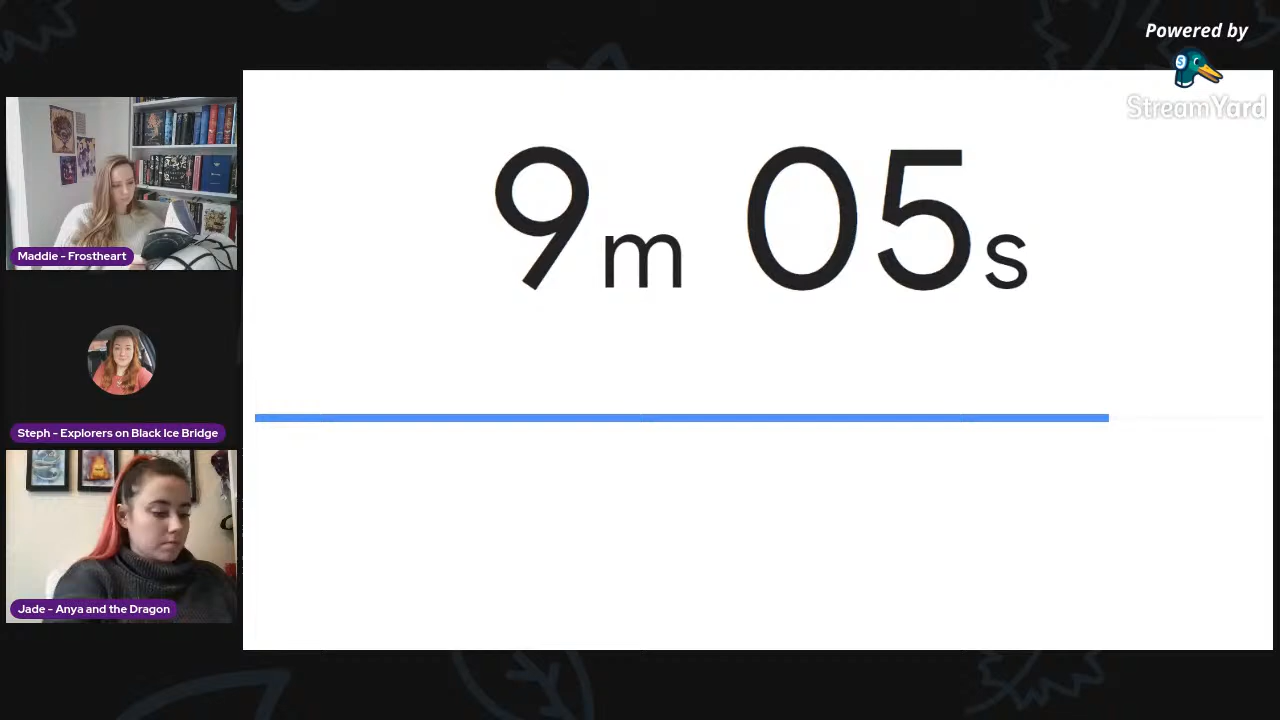 Powered by
StreamYard
9m 05s
Maddie - Frostheart
Steph - Explorers on Black Ice Bridge
Jade - Anya and the Dragon